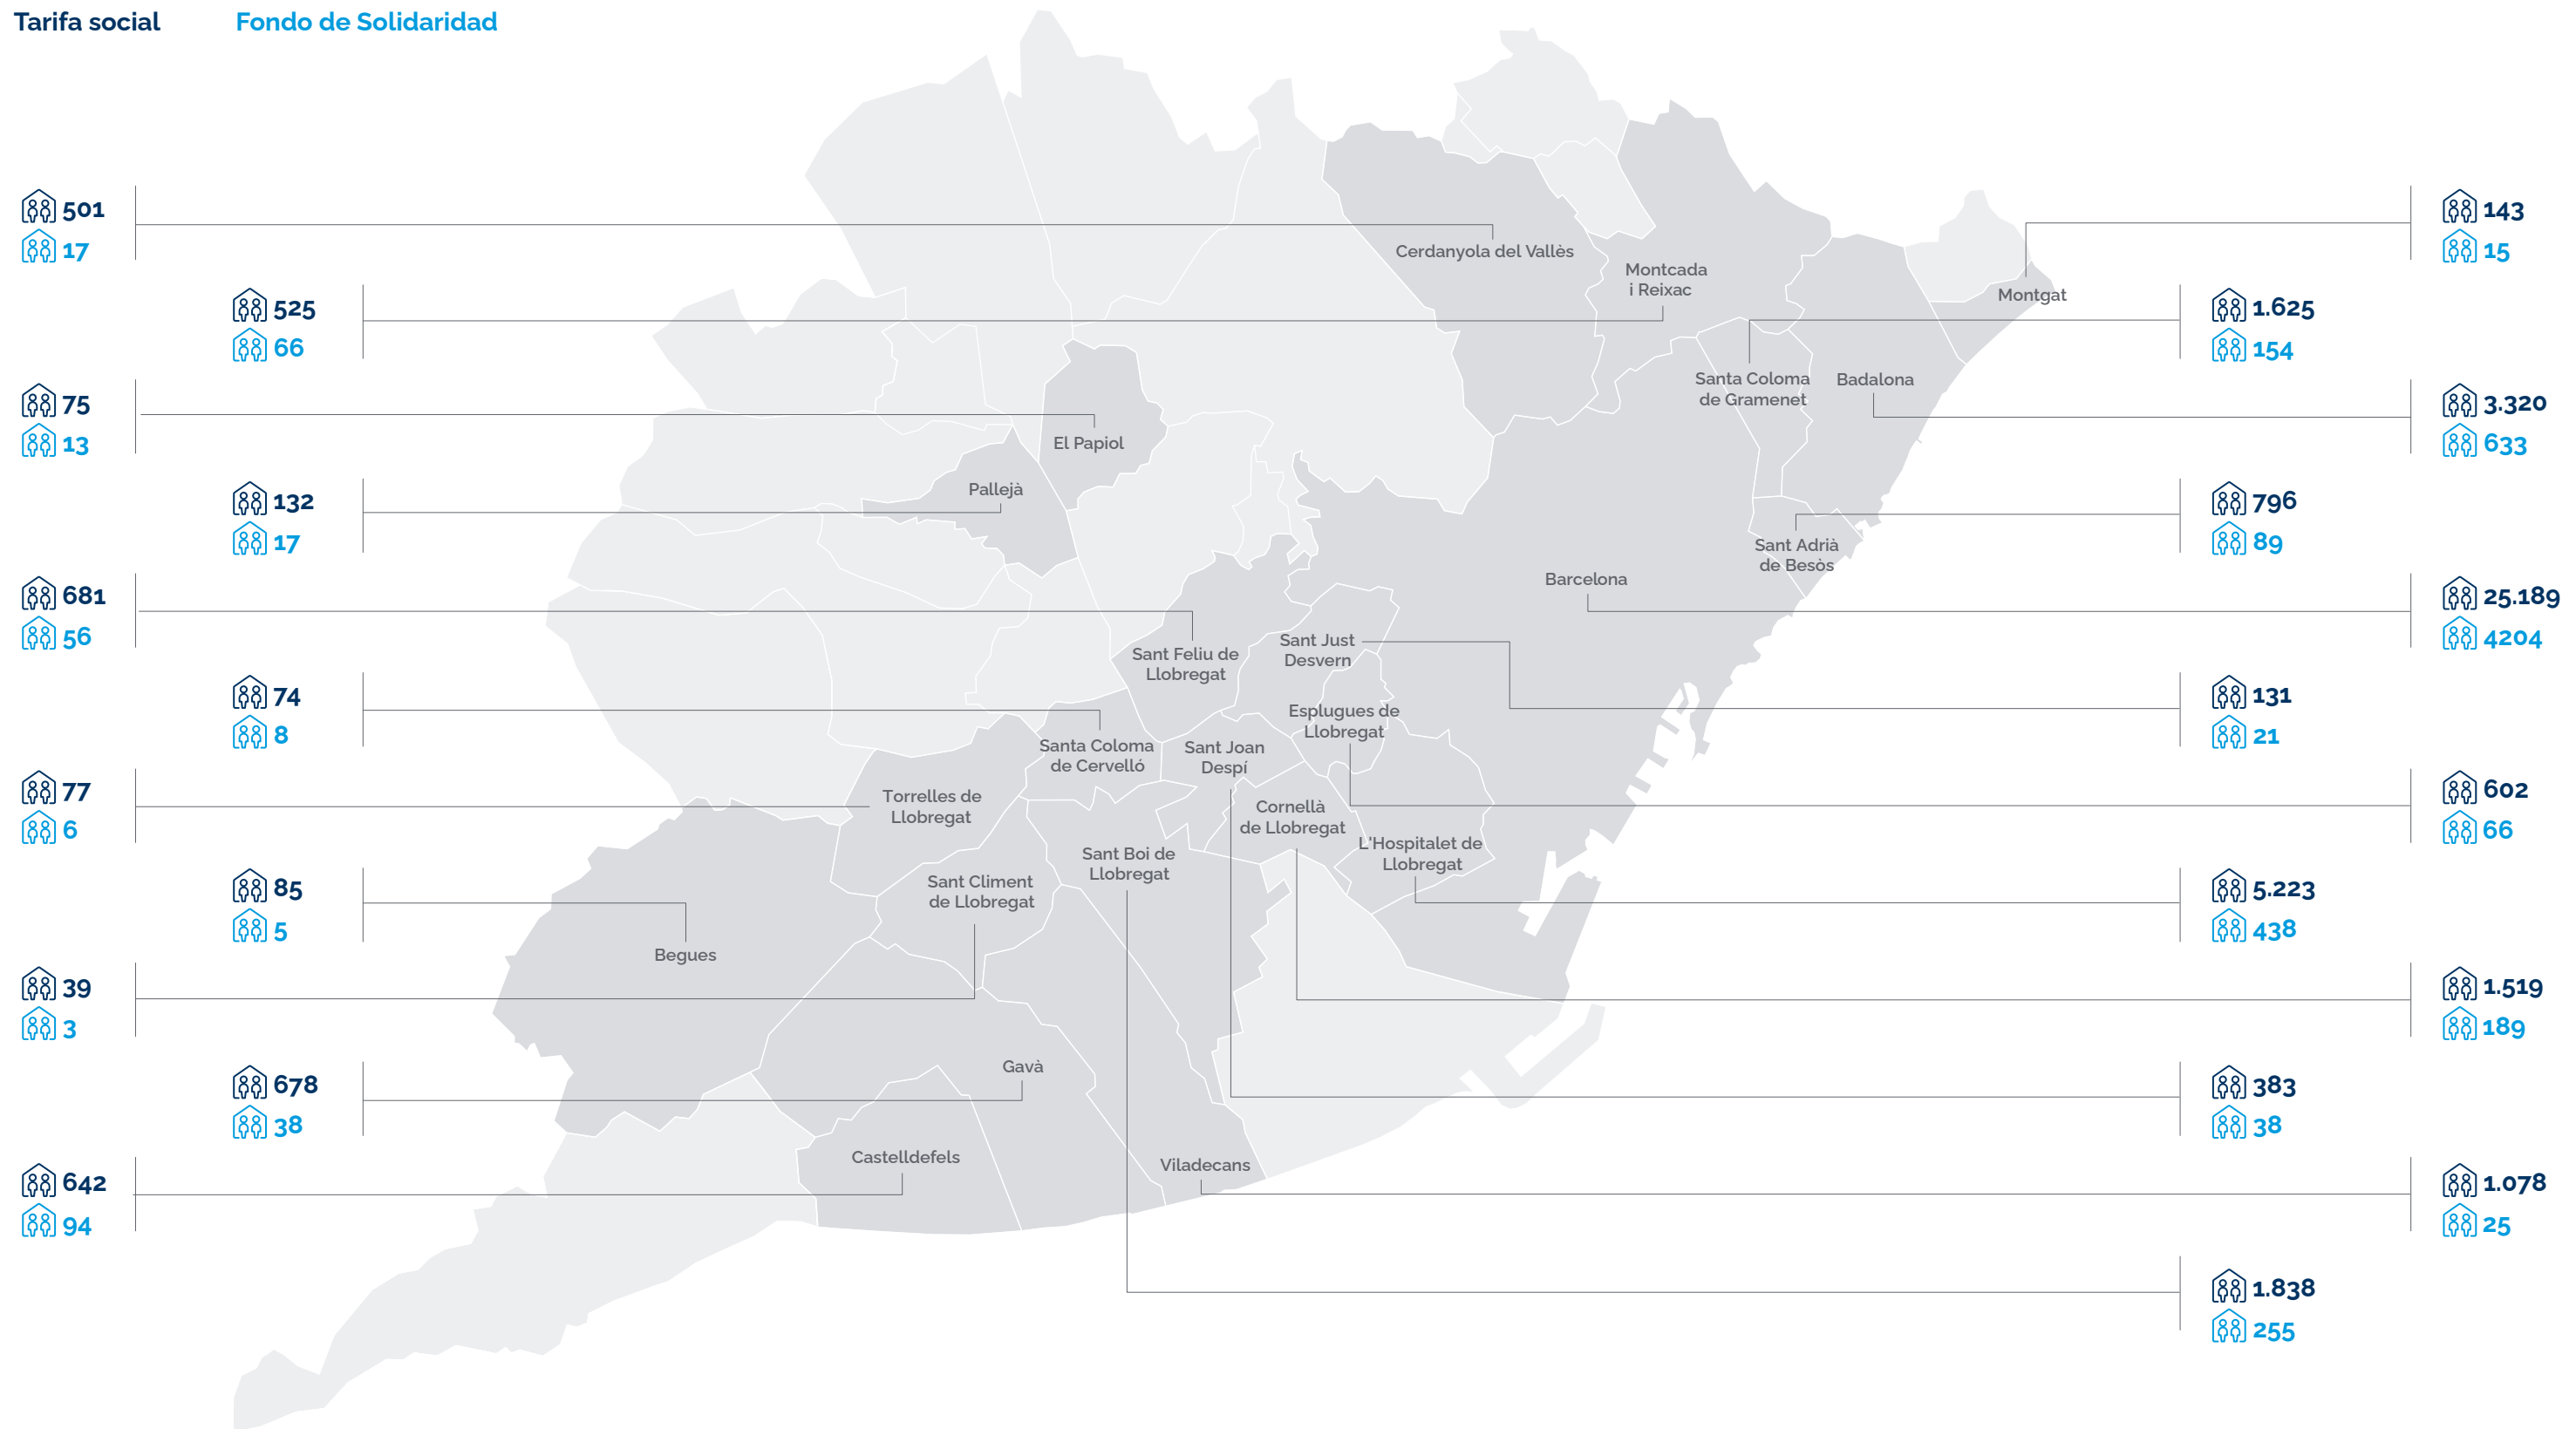 Tarifa social
Fondo de Solidaridad
501
17
525
66
75
13
132
17
681
56
74
8
77
6
85
5
39
3
678
38
642
94
Cerdanyola del Vallès
Montcada
i Reixac
Montgat
Santa Coloma
de Gramenet
Badalona
El Papiol
Pallejà
Sant Adrià
de Besòs
Barcelona
Sant Feliu de
Llobregat
Sant Just
Desvern
Esplugues de
Llobregat
Santa Coloma
de Cervelló
Sant Joan
Despí
Torrelles de
Llobregat
Cornellà
de Llobregat
L'Hospitalet de
Llobregat
Sant Boi de
Llobregat
Sant Climent
de Llobregat
Begues
Gavà
Castelldefels
Viladecans
143
15
1.625
154
3.320
633
796
89
25.189
4204
131
21
602
66
5.223
438
1.519
189
383
38
1.078
25
1.838
255